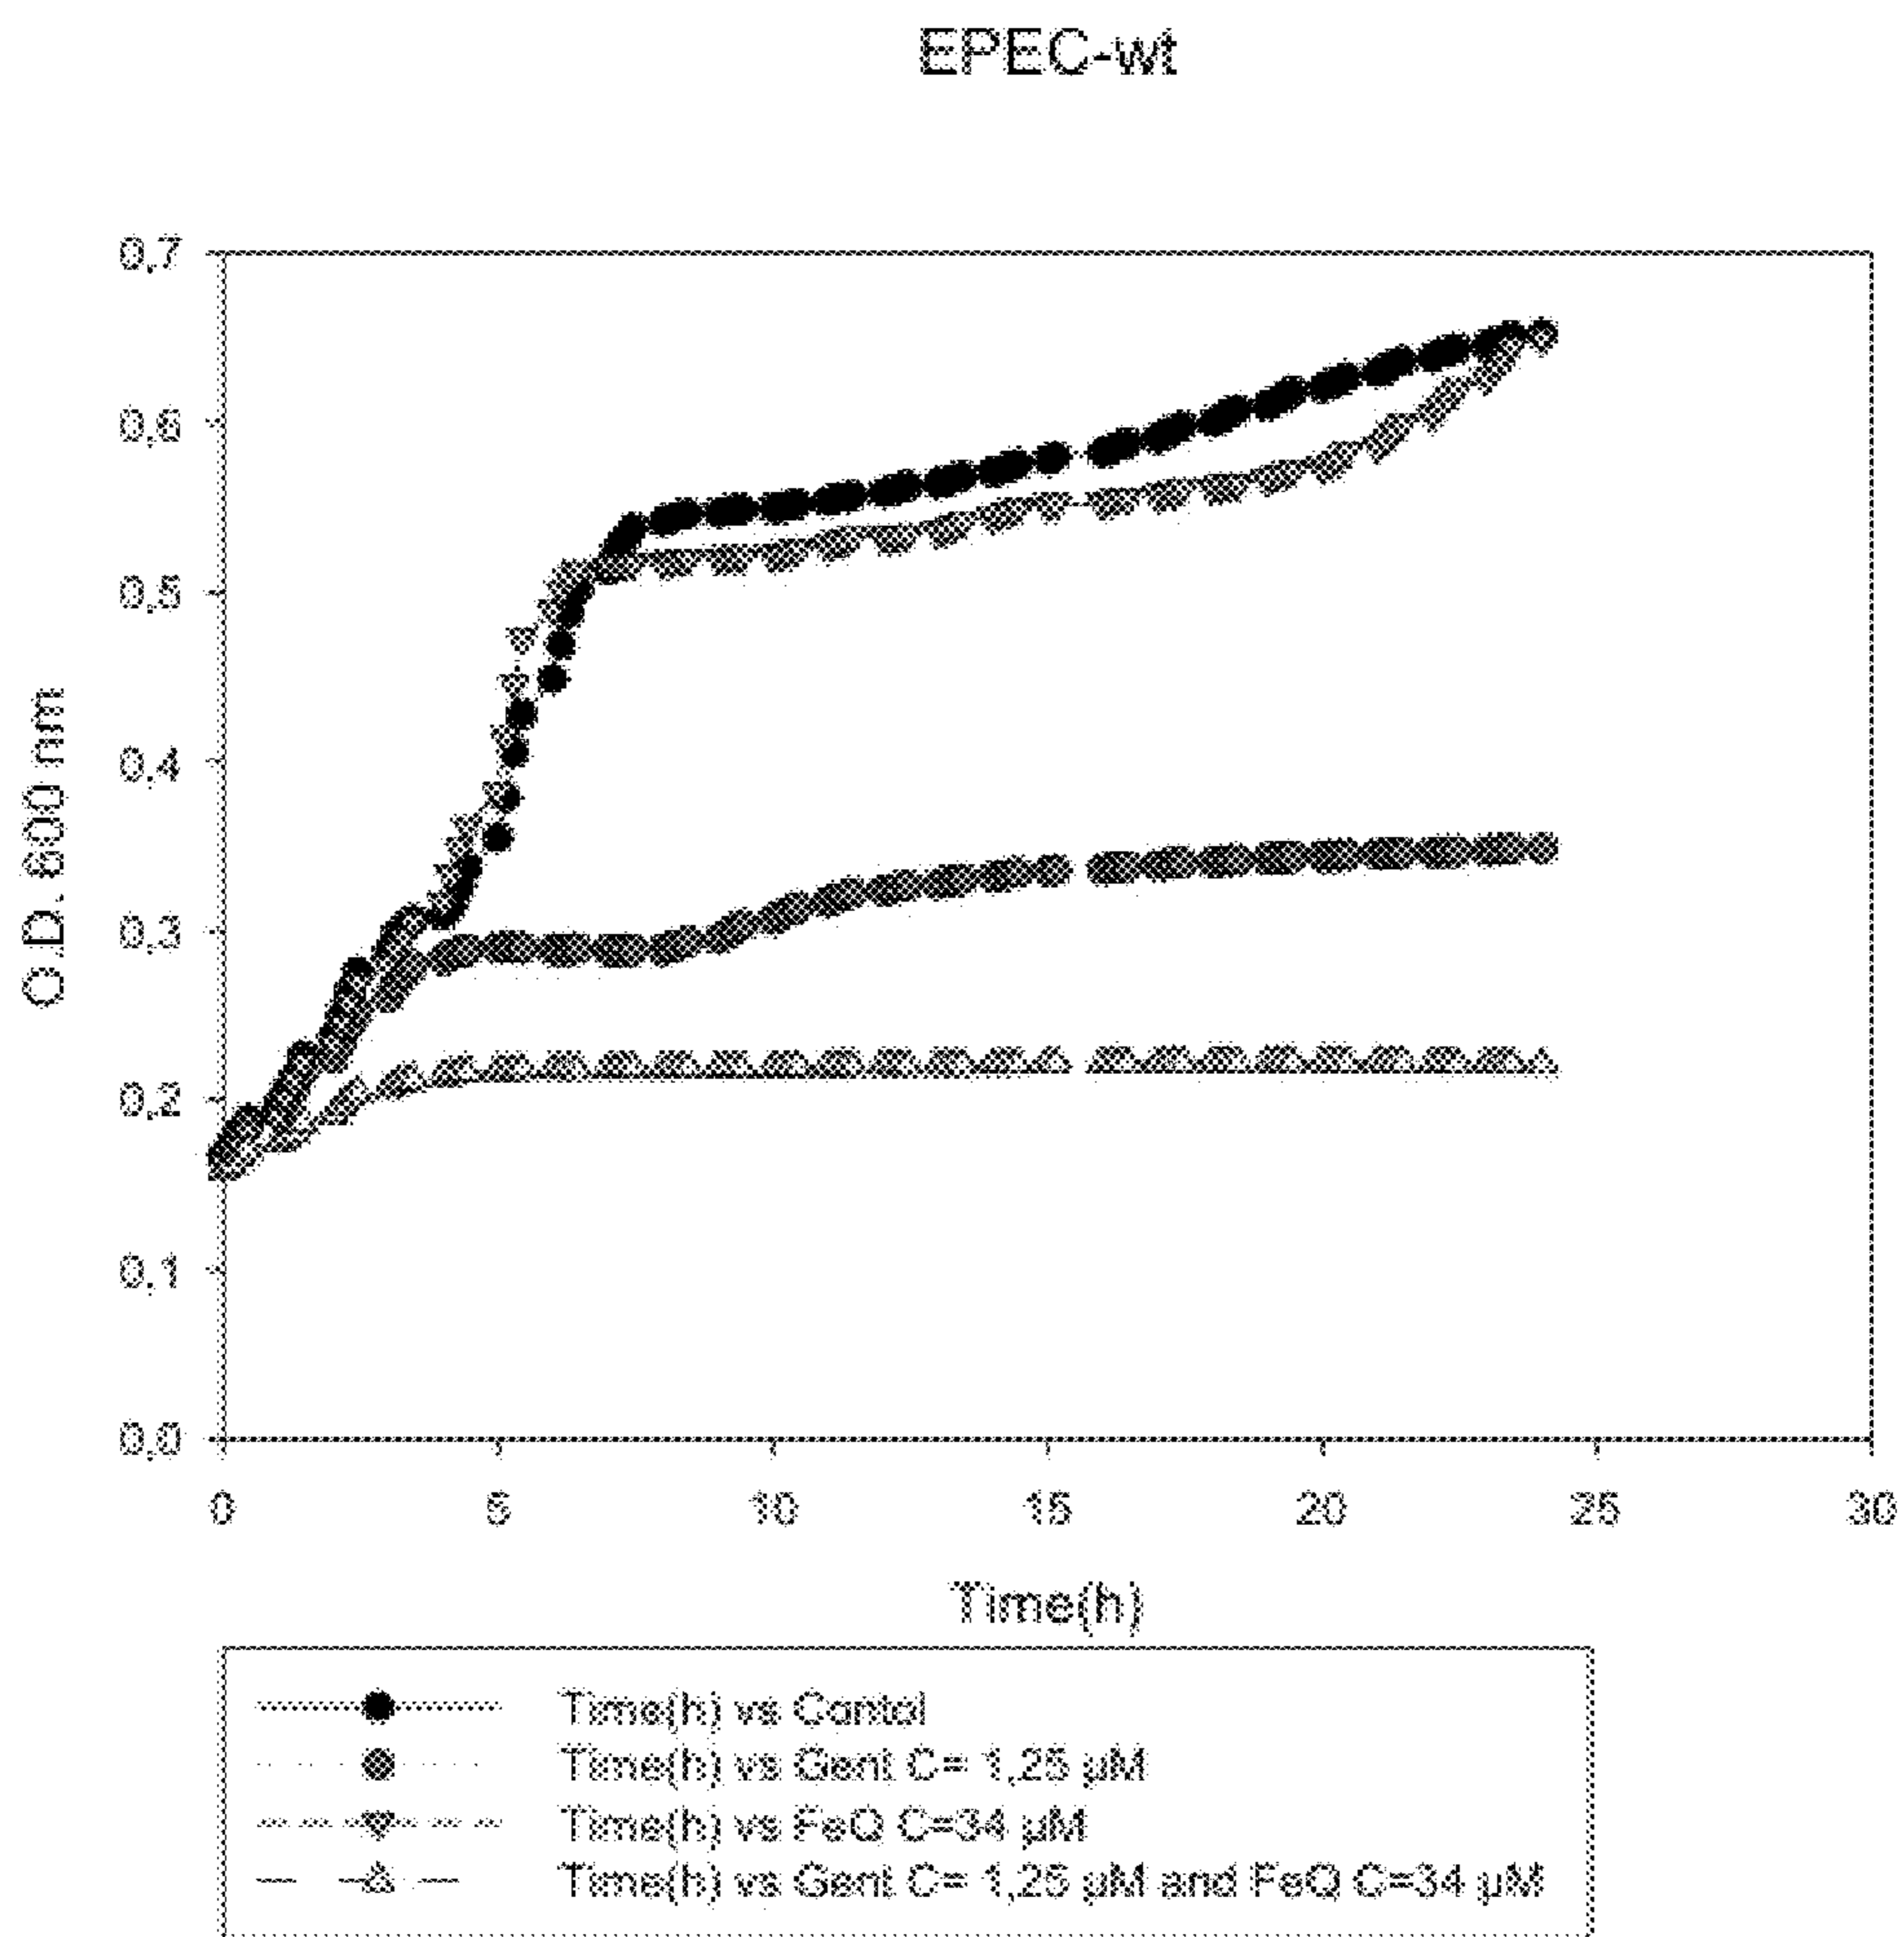 EPEC-wt
0,7
0,6
0,5
0,4
0,3
0,2
0,1
0,0
O.D. 600 nm
0 5 10 15 20 25 30
Time(h)
Time(h) vs Contol
Time(h) vs Gent C= 1,25 µM
Time(h) vs FeQ C=34 µM
Time(h) vs Gent C= 1,25 µM and FeQ C=34 µM